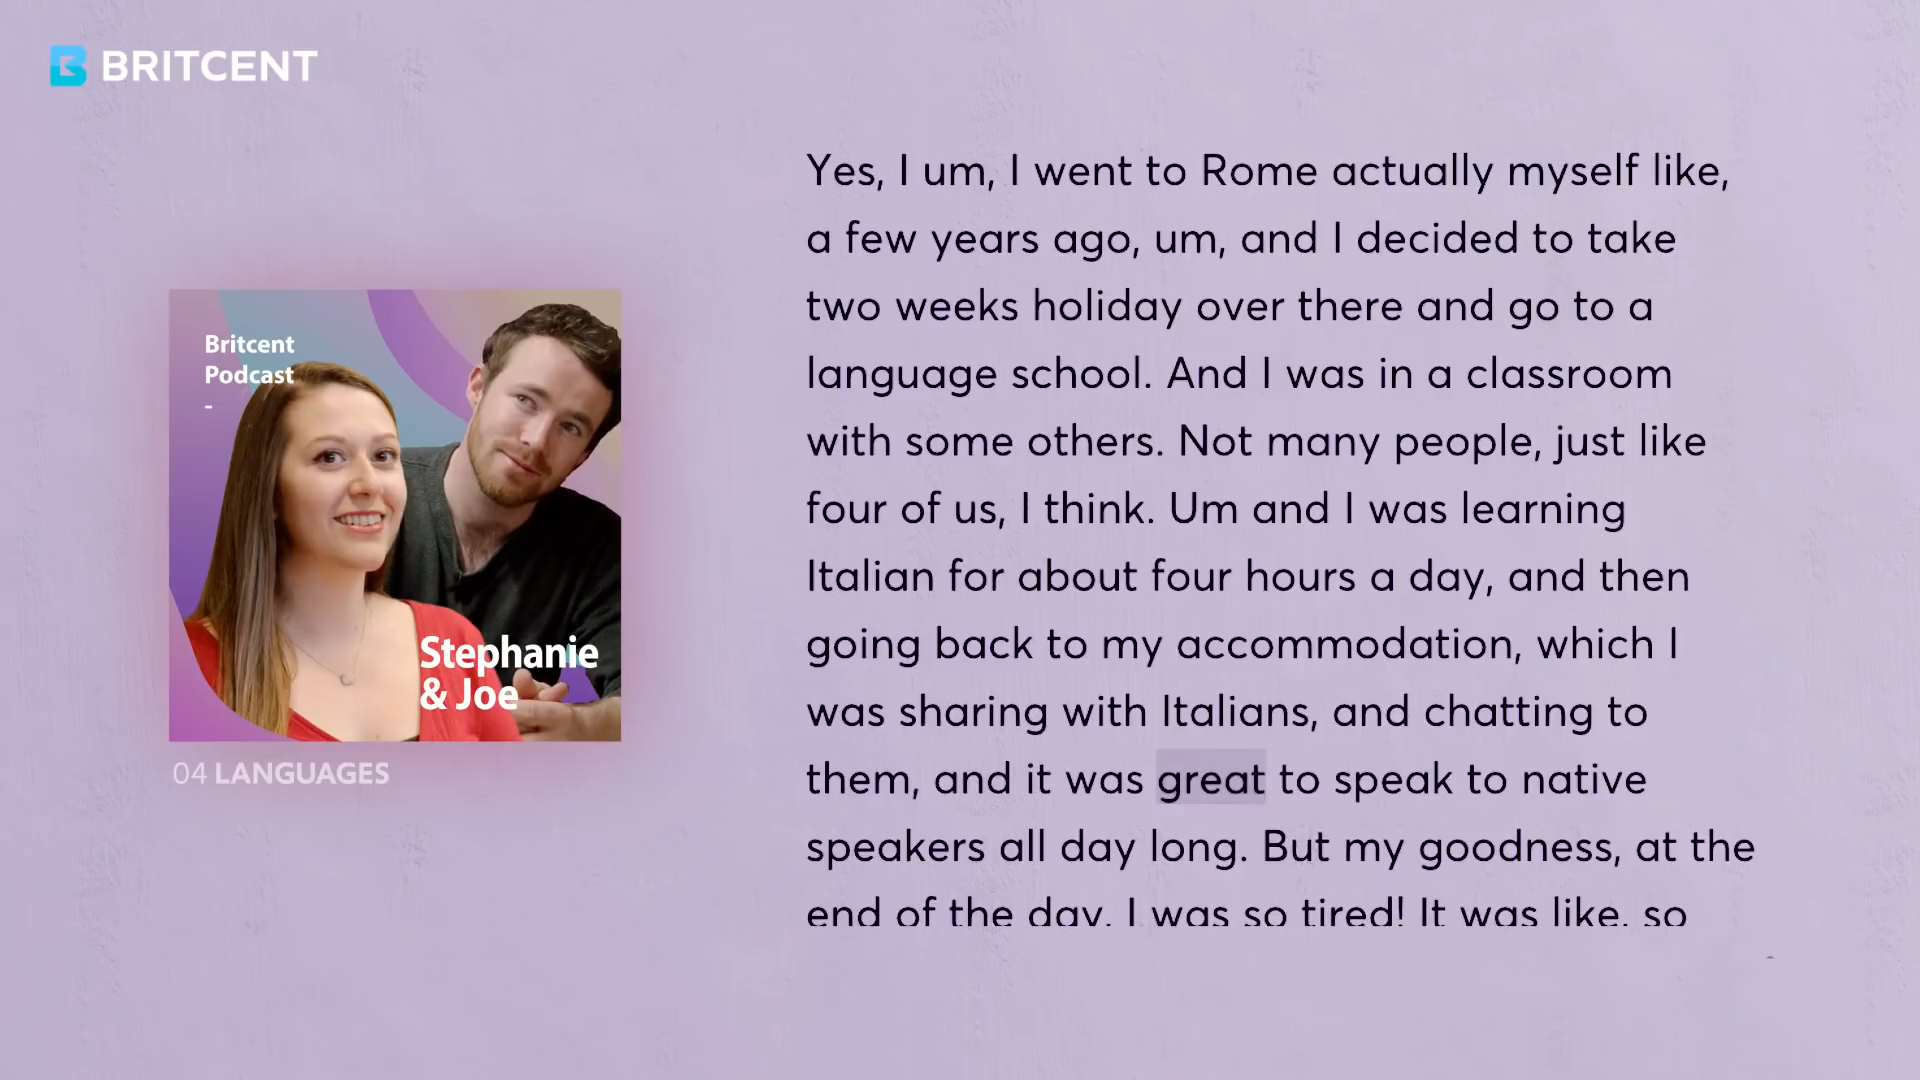 BRITCENT
Britcent
Podcast
-
Stephanie
& Joe
04 LANGUAGES
Yes, I um, I went to Rome actually myself like,
a few years ago, um, and I decided to take
two weeks holiday over there and go to a
language school. And I was in a classroom
with some others. Not many people, just like
four of us, I think. Um and I was learning
Italian for about four hours a day, and then
going back to my accommodation, which I
was sharing with Italians, and chatting to
them, and it was great to speak to native
speakers all day long. But my goodness, at the
end of the day, I was so tired! It was like, so